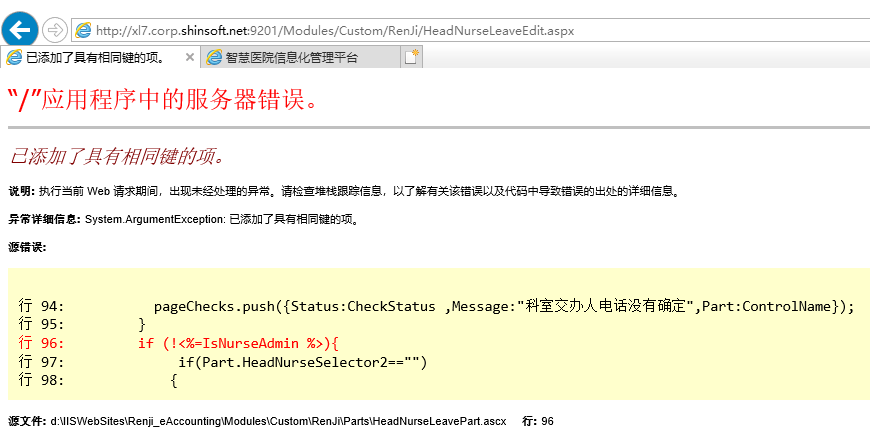 http://xl7.corp.shinsoft.net:9201/Modules/Custom/RenJi/HeadNurseLeaveEdit.aspx
已添加了具有相同键的项。 × 智慧医院信息化管理平台
“/”应用程序中的服务器错误。
已添加了具有相同键的项。
说明: 执行当前 Web 请求期间，出现未经处理的异常。请检查堆栈跟踪信息，以了解有关该错误以及代码中导致错误的出处的详细信息。
异常详细信息: System.ArgumentException: 已添加了具有相同键的项。
源错误:
行 94: pageChecks.push({Status:CheckStatus ,Message:"科室交办人电话没有确定",Part:ControlName});
行 95: }
行 96: if (!<%=IsNurseAdmin %>){
行 97: if(Part.HeadNurseSelector2=="")
行 98: {
源文件: d:\IISWebSites\Renji_eAccounting\Modules\Custom\RenJi\Parts\HeadNurseLeavePart.ascx 行: 96